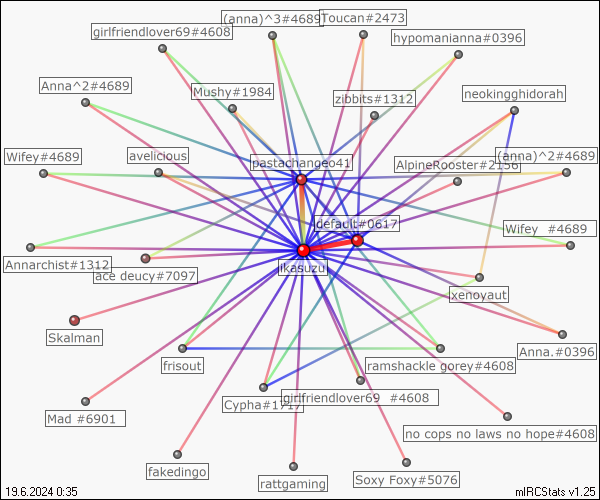 (anna)^3#4689
Toucan#2473
girlfriendlover69#4608
hypomanianna#0396
Anna^2#4689
Mushy#1984
zibbits#1312
neokingghidorah
Wifey#4689
avelicious
pastachange041
AlpineRooster#2156
(anna)^2#4689
default#0617
Wifey #4689
Annarchist#1312
ace deucy#7097
ikasuzu
xenoyaut
Skalman
frisout
ramshackle gorey#4608
Anna.#0396
Mad #6901
Cypha#1717
girlfriendlover69 #4608
no cops no laws no hope#4608
fakedingo
rattgaming
Soxy Foxy#5076
19.6.2024 0:35
mIRCStats v1.25